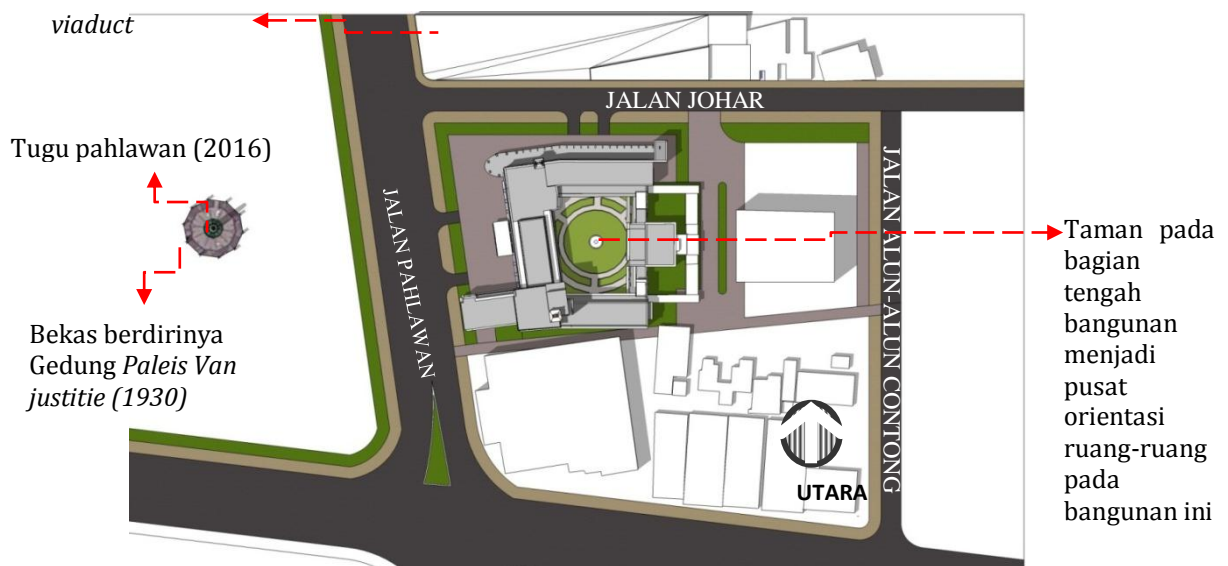 viaduct
JALAN JOHAR
Tugu pahlawan (2016)
JALAN PAHLAWAN
JALAN ALUN-ALUN CONTONG
Taman pada
bagian
tengah
bangunan
menjadi
pusat
orientasi
ruang-ruang
pada
bangunan ini
Bekas berdirinya
Gedung Paleis Van
justitie (1930)
UTARA